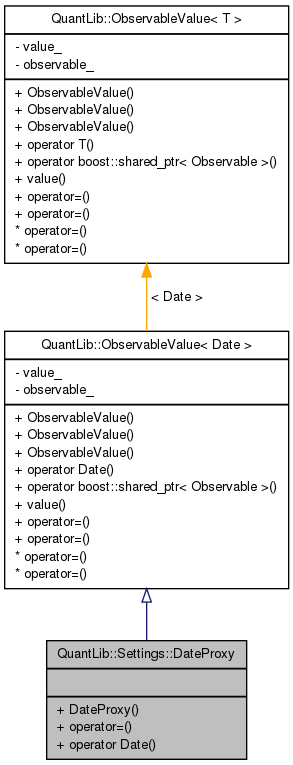 QuantLib::ObservableValue< T >
- value_
- observable_
+ ObservableValue()
+ ObservableValue()
+ ObservableValue()
+ operator T()
+ operator boost::shared_ptr< Observable >()
+ value()
+ operator=()
+ operator=()
* operator=()
* operator=()
< Date >
QuantLib::ObservableValue< Date >
- value_
- observable_
+ ObservableValue()
+ ObservableValue()
+ ObservableValue()
+ operator Date()
+ operator boost::shared_ptr< Observable >()
+ value()
+ operator=()
+ operator=()
* operator=()
* operator=()
QuantLib::Settings::DateProxy
+ DateProxy()
+ operator=()
+ operator Date()